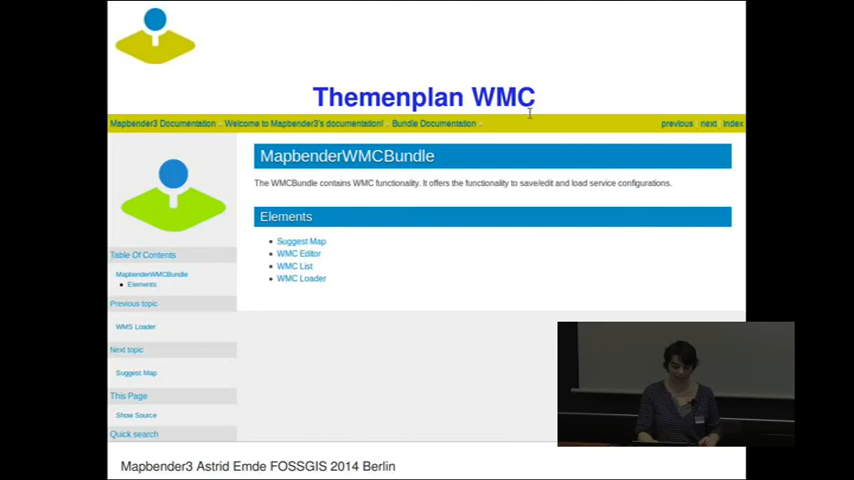 Themenplan WMC
Mapbender3 Documentation Welcome to Mapbender3's documentation! Bundle Documentation previous next index
MapbenderWMCBundle
The WMCBundle contains WMC functionality. It offers the functionality to save/edit and load service configurations.
Elements
Suggest Map
WMC Editor
WMC List
WMC Loader
Table Of Contents
MapbenderWMCBundle
Elements
Previous topic
WMS Loader
Next topic
Suggest Map
This Page
Show Source
Quick search
Mapbender3 Astrid Emde FOSSGIS 2014 Berlin